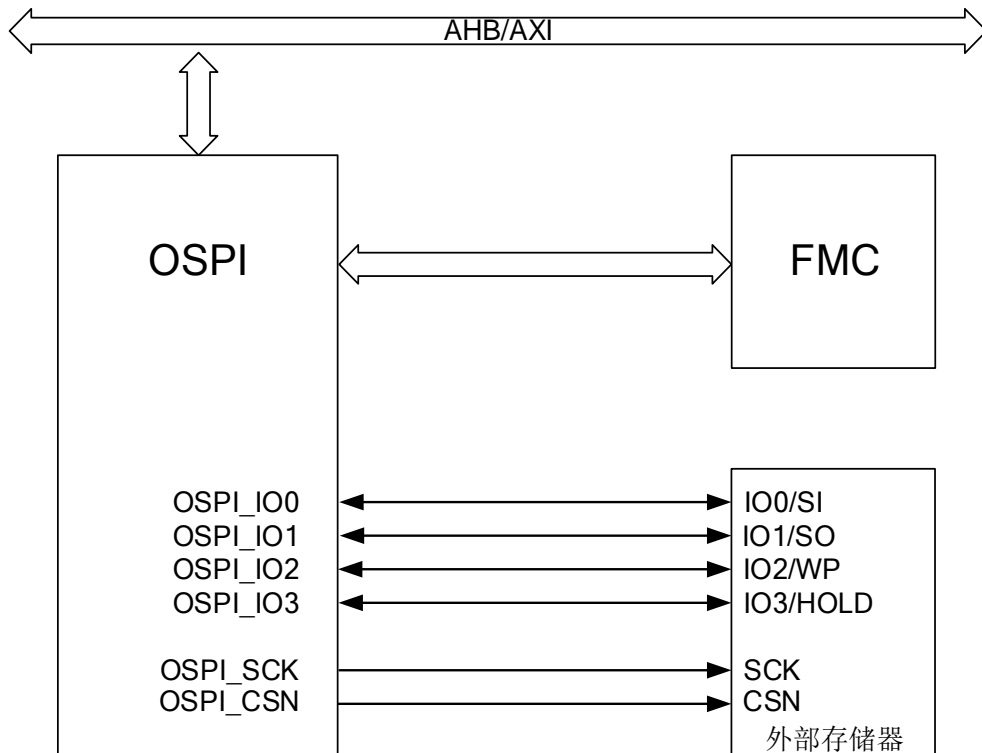 AHB/AXI
OSPI
FMC
OSPI_IO0
IO0/SI
OSPI_IO1
IO1/SO
OSPI_IO2
IO2/WP
OSPI_IO3
IO3/HOLD
OSPI_SCK
SCK
OSPI_CSN
CSN
外部存储器